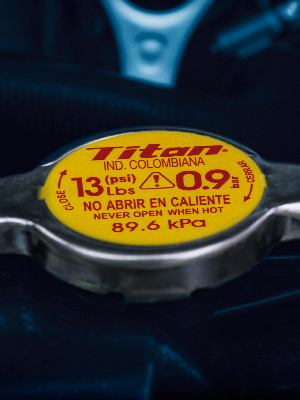 Titan®
IND. COLOMBIANA
CLOSE
13 (psi) Lbs
0.9 bar
CERRAR
NO ABRIR EN CALIENTE
NEVER OPEN WHEN HOT
89.6 kPa